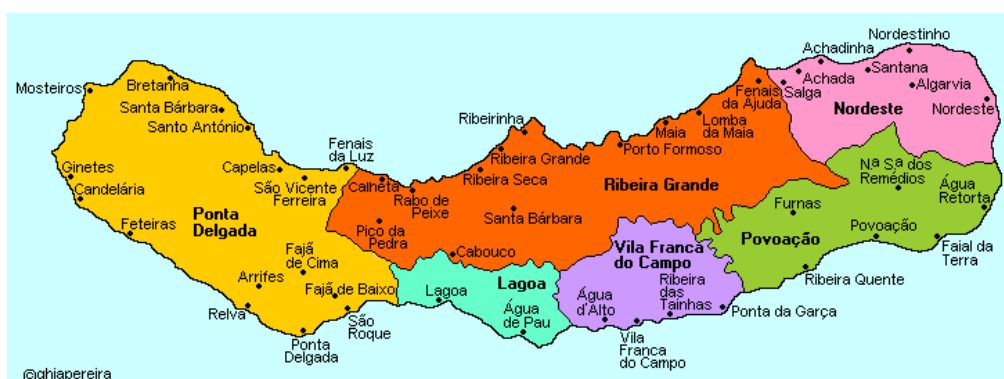 Mosteiros
Bretanha
Santa Bárbara
Santo António
Ginetes
Candelária
Feteiras
Capelas
São Vicente
Ferreira
Fenais
da Luz
Ponta
Delgada
Fajã
de Cima
Arrifes
Fajã de Baixo
Relva
São
Roque
Ponta
Delgada
Calheta
Rabo de
Peixe
Pico da
Pedra
Ribeirinha
Ribeira Grande
Ribeira Seca
Santa Bárbara
Cabouco
Ribeira Grande
Porto Formoso
Maia
Lomba
da Maia
Fenais
da Ajuda
Lagoa
Lagoa
Água
de Pau
Vila Franca
do Campo
Ribeira
das
Tainhas
Água
d'Alto
Vila
Franca
do Campo
Ponta da Garça
Nordestinho
Achadinha
Achada
Salga
Santana
Algarvia
Nordeste
Nordeste
N.ª S.ª dos
Remédios
Água
Retorta
Furnas
Povoação
Povoação
Faial da
Terra
Ribeira Quente
@ghiapereira